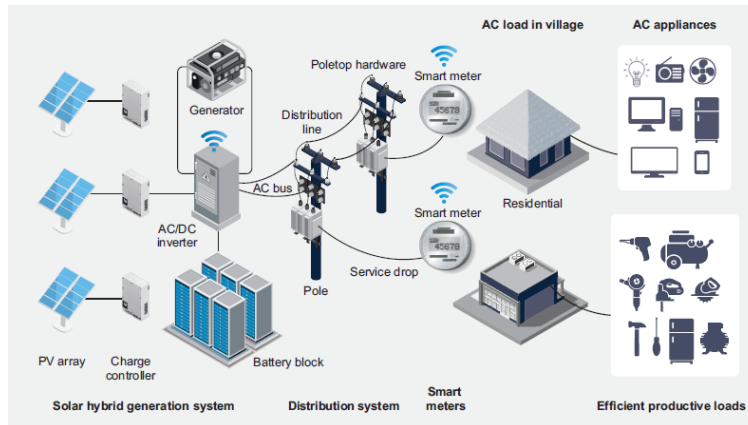 AC load in village
AC appliances
Poletop hardware
Smart meter
45678
Generator
Distribution
line
AC bus
AC/DC
inverter
Residential
Smart meter
45678
Service drop
Pole
PV array
Charge
controller
Battery block
Solar hybrid generation system
Distribution system
Smart
meters
Efficient productive loads